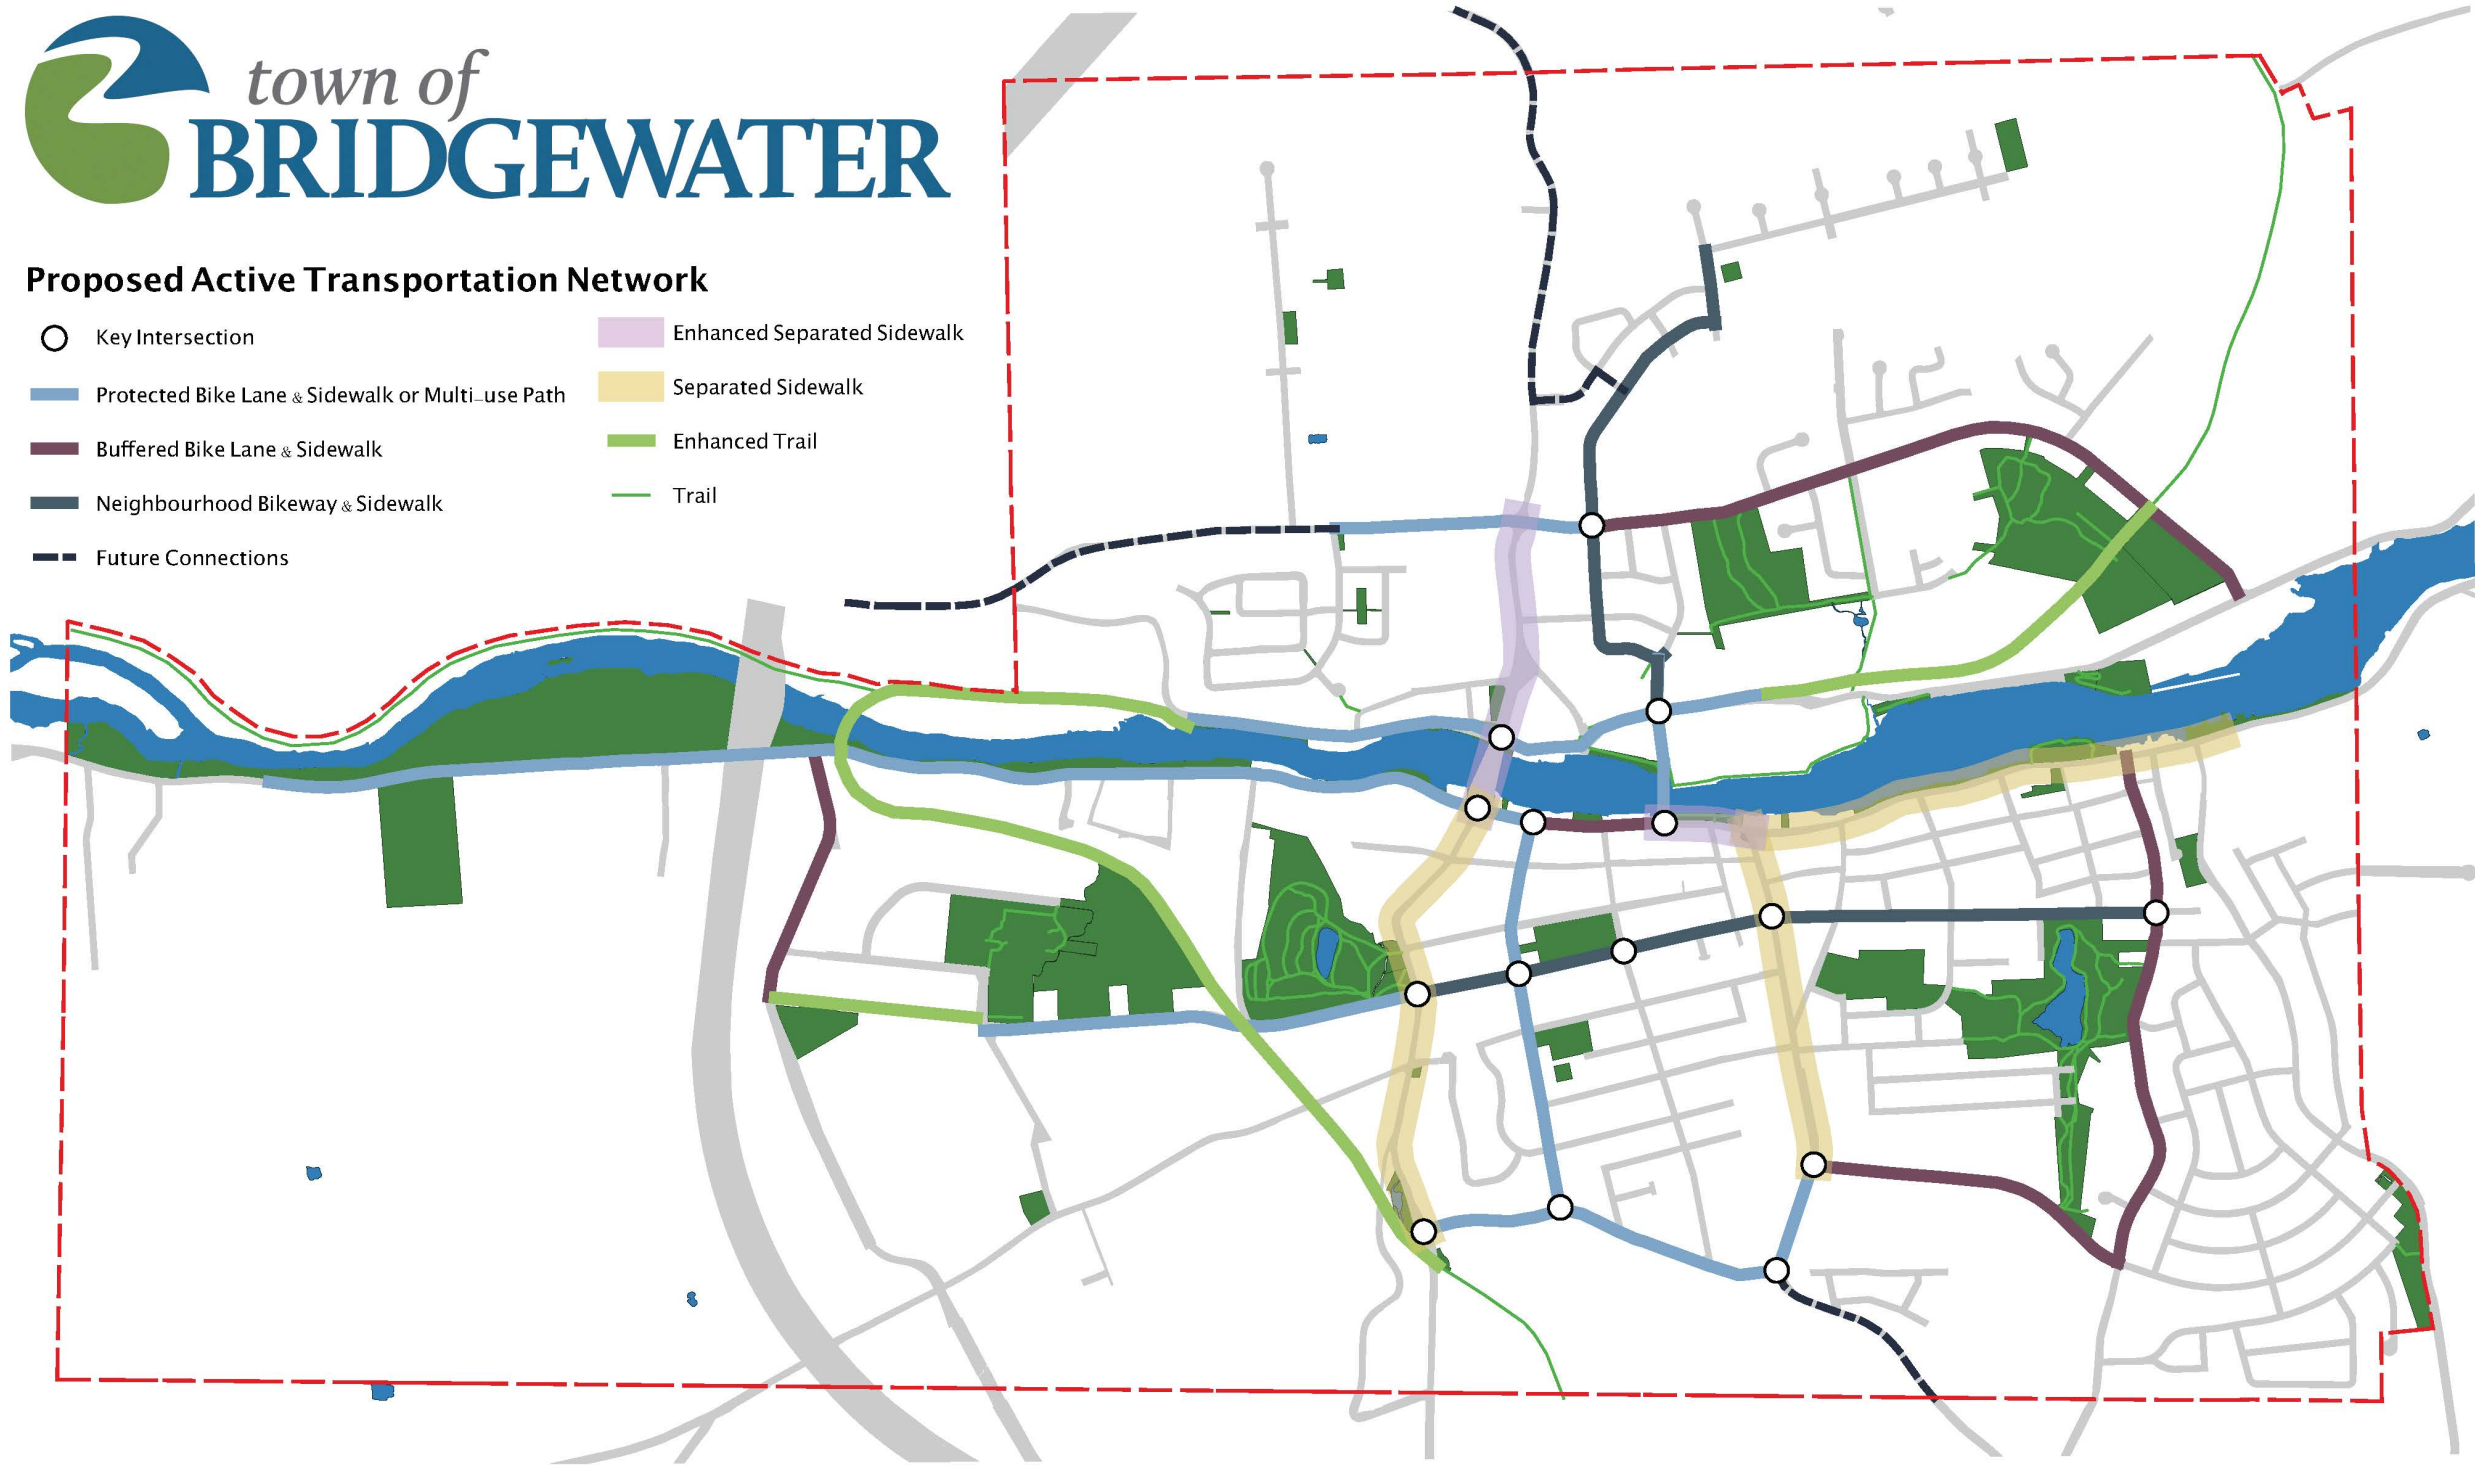 town of
BRIDGEWATER
Proposed Active Transportation Network
Key Intersection
Protected Bike Lane & Sidewalk or Multi-use Path
Buffered Bike Lane & Sidewalk
Neighbourhood Bikeway & Sidewalk
Future Connections
Enhanced Separated Sidewalk
Separated Sidewalk
Enhanced Trail
Trail